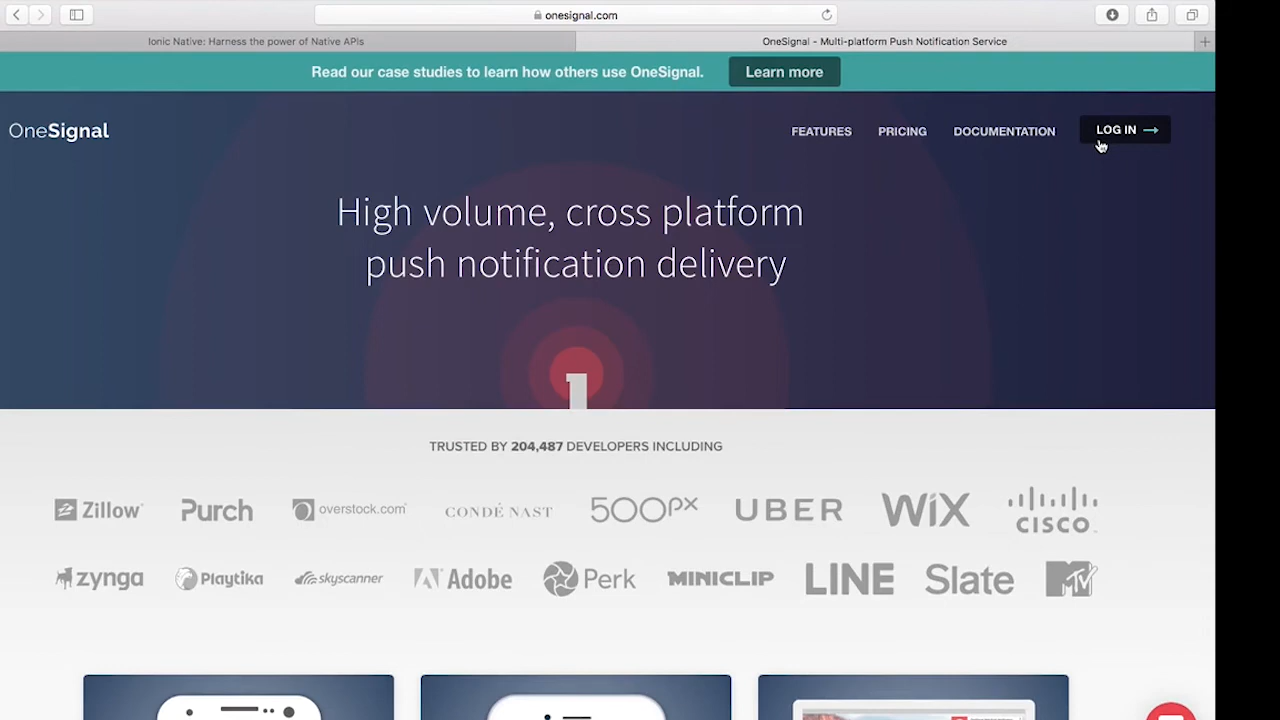 onesignal.com
Ionic Native: Harness the power of Native APIs
OneSignal - Multi-platform Push Notification Service
Read our case studies to learn how others use OneSignal.
Learn more
OneSignal
FEATURES
PRICING
DOCUMENTATION
LOG IN
High volume, cross platform
push notification delivery
TRUSTED BY 204,487 DEVELOPERS INCLUDING
Zillow
Purch
overstock.com
CONDÉ NAST
500px
UBER
WiX
CISCO
zynga
Playtika
skyscanner
Adobe
Perk
MINICLIP
LINE
Slate
MTV